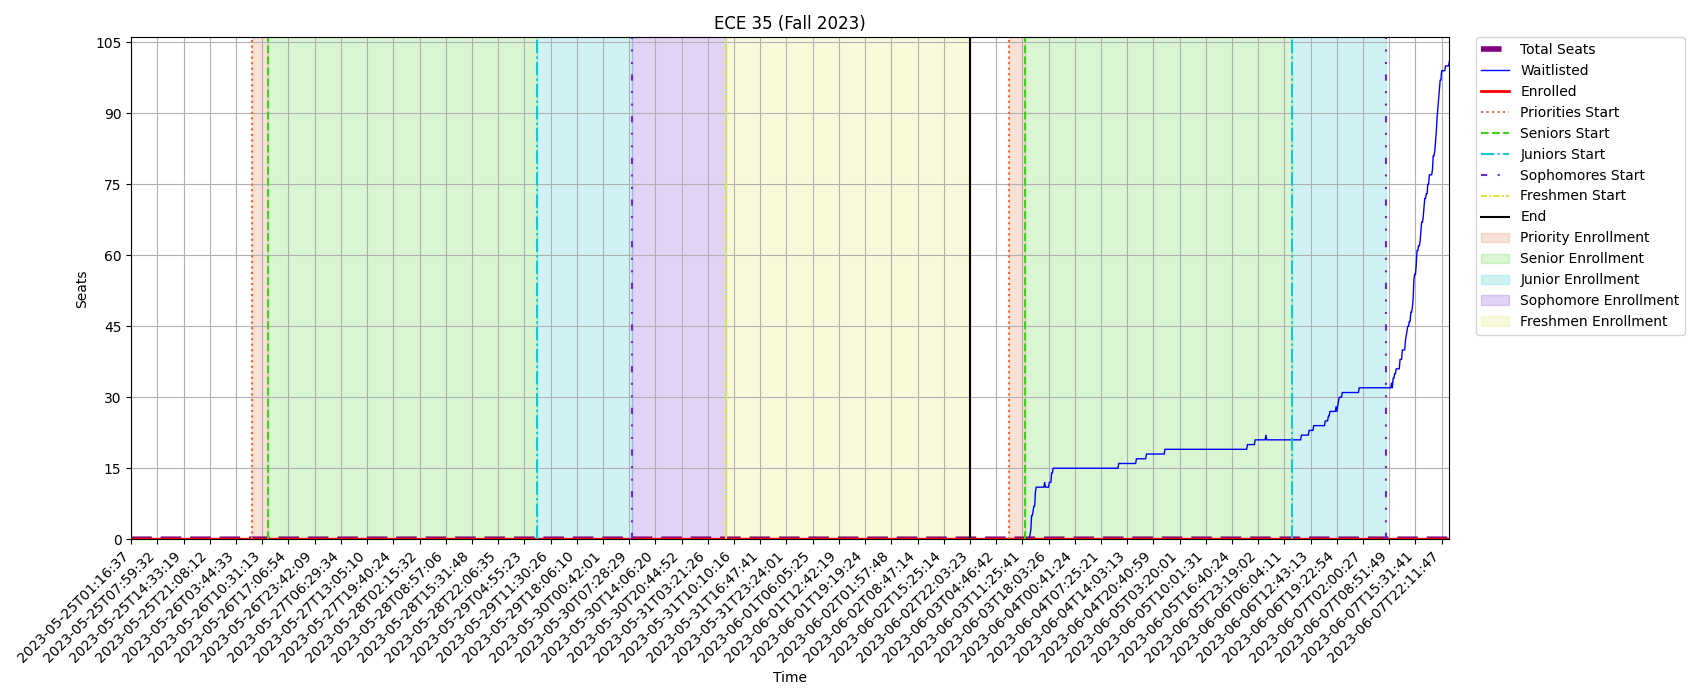 ECE 35 (Fall 2023)
Seats
105
90
75
60
45
30
15
0
2023-05-25T01:16:37
2023-05-25T07:59:32
2023-05-25T14:33:19
2023-05-25T21:08:12
2023-05-26T03:44:33
2023-05-26T10:31:13
2023-05-26T17:06:54
2023-05-26T23:42:09
2023-05-27T06:29:34
2023-05-27T13:05:10
2023-05-27T19:40:24
2023-05-28T02:15:32
2023-05-28T08:57:06
2023-05-28T15:31:48
2023-05-28T22:06:35
2023-05-29T04:55:23
2023-05-29T11:30:26
2023-05-29T18:06:10
2023-05-30T00:42:01
2023-05-30T07:28:29
2023-05-30T14:06:20
2023-05-30T20:44:52
2023-05-31T03:21:26
2023-05-31T10:10:16
2023-05-31T16:47:41
2023-05-31T23:24:01
2023-06-01T06:05:25
2023-06-01T12:42:19
2023-06-01T19:19:24
2023-06-02T01:57:48
2023-06-02T08:47:14
2023-06-02T15:25:14
2023-06-02T22:03:23
2023-06-03T04:46:42
2023-06-03T11:25:41
2023-06-03T18:03:26
2023-06-04T00:41:24
2023-06-04T07:25:21
2023-06-04T14:03:13
2023-06-04T20:40:59
2023-06-05T03:20:01
2023-06-05T10:01:31
2023-06-05T16:40:24
2023-06-05T23:19:02
2023-06-06T06:04:11
2023-06-06T12:43:13
2023-06-06T19:22:54
2023-06-07T02:00:27
2023-06-07T08:51:49
2023-06-07T15:31:41
2023-06-07T22:11:47
Time
Total Seats
Waitlisted
Enrolled
Priorities Start
Seniors Start
Juniors Start
Sophomores Start
Freshmen Start
End
Priority Enrollment
Senior Enrollment
Junior Enrollment
Sophomore Enrollment
Freshmen Enrollment